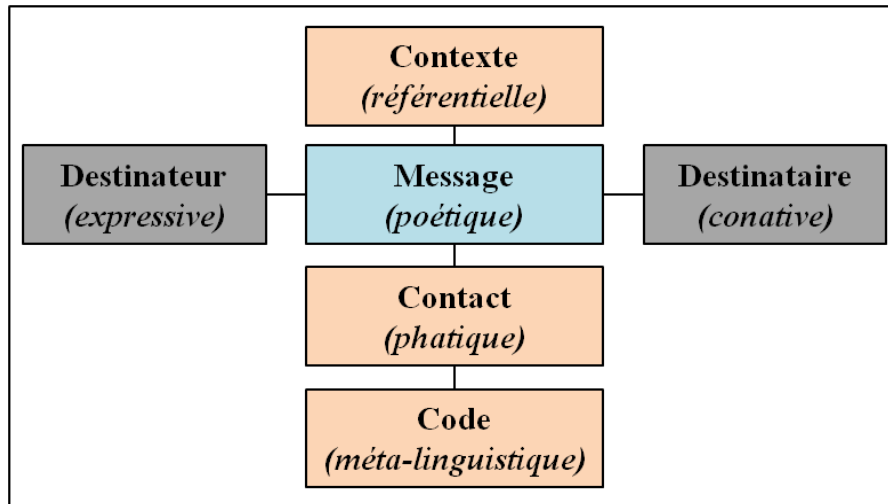 Contexte
(référentielle)
Destinateur
(expressive)
Message
(poétique)
Destinataire
(conative)
Contact
(phatique)
Code
(méta-linguistique)